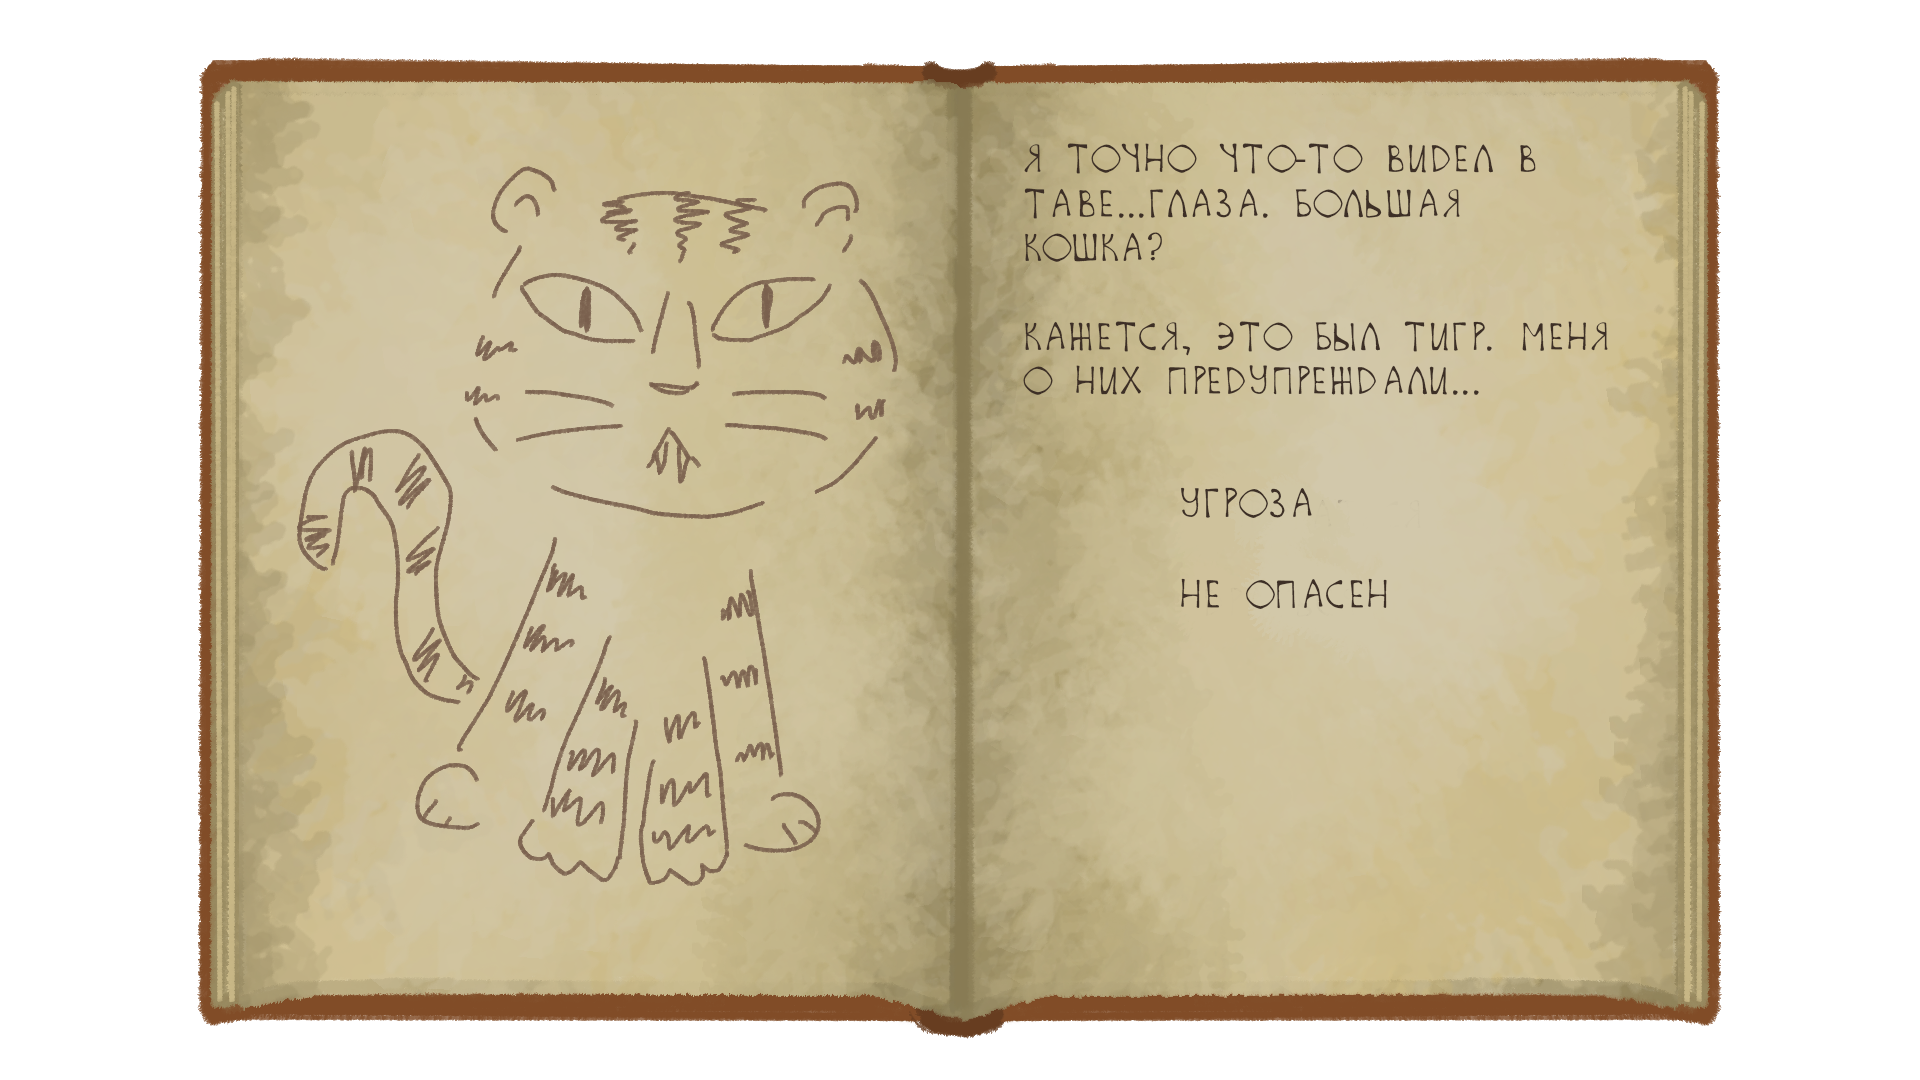 Я ТОЧНО ЧТО-ТО ВИДЕЛ В
ТАВЕ...ГЛАЗА. БОЛЬШАЯ
КОШКА?
КАЖЕТСЯ, ЭТО БЫЛ ТИГР. МЕНЯ
О НИХ ПРЕДУПРЕЖДАЛИ...
УГРОЗА
НЕ ОПАСЕН